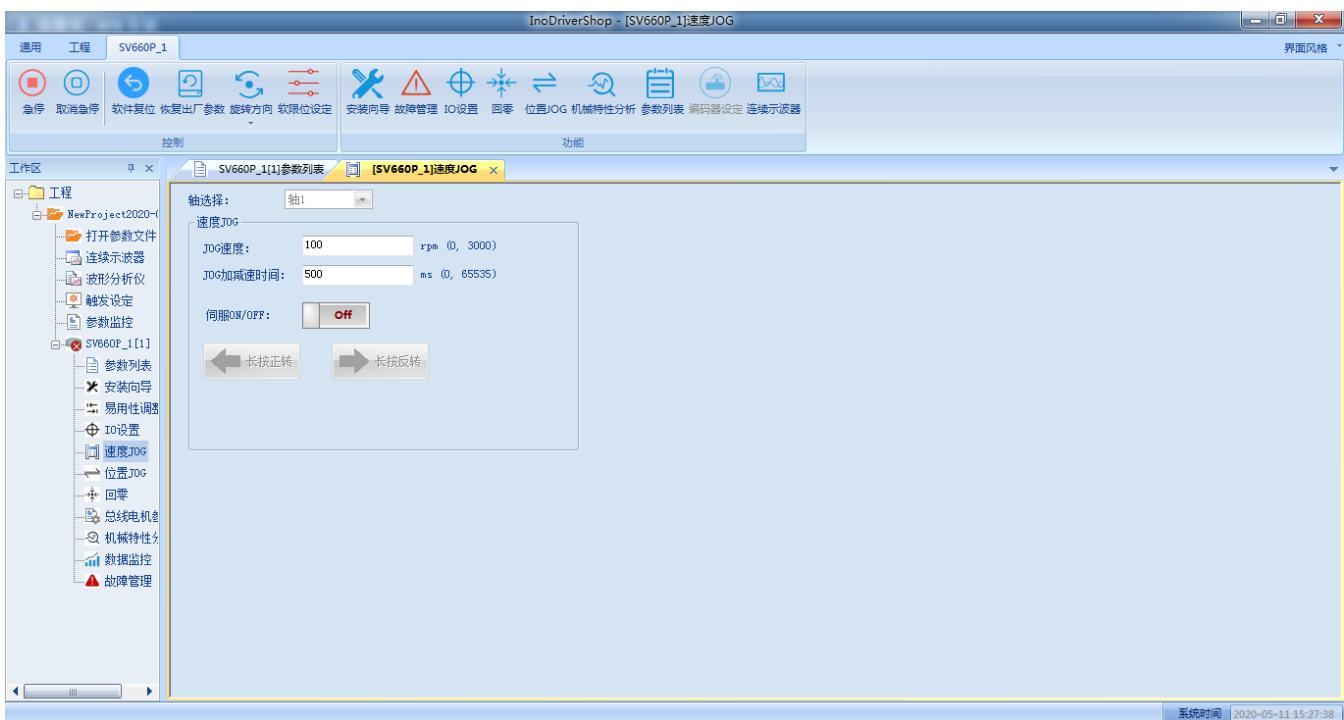 InoDriverShop - [SV660P_1]速度JOG
通用 工程 SV660P_1 界面风格
急停 取消急停 软件复位 恢复出厂参数 旋转方向 软限位设定 安装向导 故障管理 IO设置 回零 位置JOG 机械特性分析 参数列表 编码器设定 连续示波器
控制 功能
工作区
SV660P_1[1]参数列表 [SV660P_1]速度JOG
工程
NewProject2020-0
打开参数文件
连续示波器
波形分析仪
触发设定
参数监控
SV660P_1[1]
参数列表
安装向导
易用性调整
IO设置
速度JOG
位置JOG
回零
总线电机参
机械特性分
数据监控
故障管理
轴选择: 轴1
速度JOG
JOG速度: 100 rpm (0, 3000)
JOG加减速时间: 500 ms (0, 65535)
伺服ON/OFF: Off
长按正转 长按反转
系统时间 2020-05-11 15:27:38